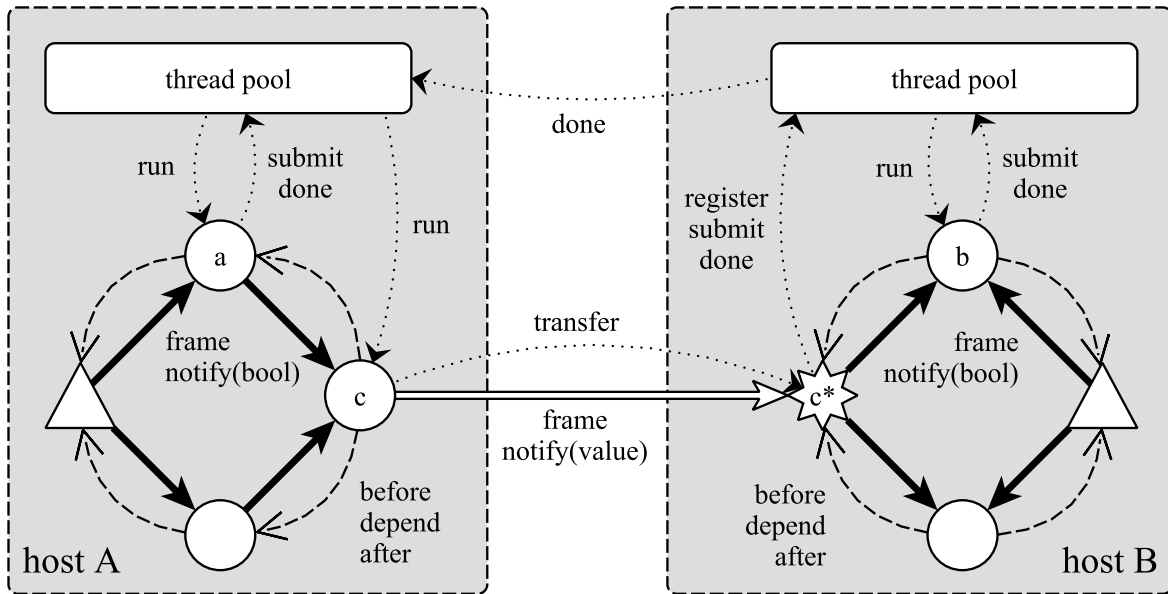 thread pool
run
submit
done
run
a
frame
notify(bool)
c
before
depend
after
host A
done
transfer
frame
notify(value)
thread pool
register
submit
done
run
submit
done
b
frame
notify(bool)
c*
before
depend
after
host B